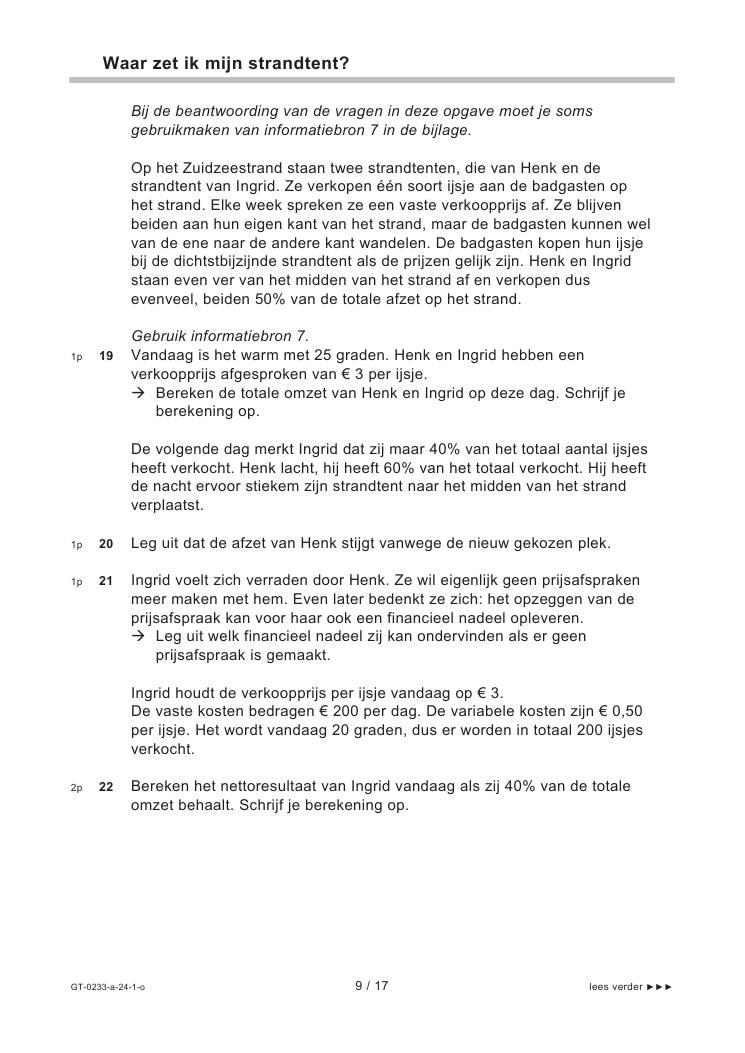 Waar zet ik mijn strandtent?
Bij de beantwoording van de vragen in deze opgave moet je soms
gebruikmaken van informatiebron 7 in de bijlage.
Op het Zuidzeestrand staan twee strandtenten, die van Henk en de
strandtent van Ingrid. Ze verkopen één soort ijsje aan de badgasten op
het strand. Elke week spreken ze een vaste verkoopprijs af. Ze blijven
beiden aan hun eigen kant van het strand, maar de badgasten kunnen wel
van de ene naar de andere kant wandelen. De badgasten kopen hun ijsje
bij de dichtstbijzijnde strandtent als de prijzen gelijk zijn. Henk en Ingrid
staan even ver van het midden van het strand af en verkopen dus
evenveel, beiden 50% van de totale afzet op het strand.
Gebruik informatiebron 7.
1p 19 Vandaag is het warm met 25 graden. Henk en Ingrid hebben een
verkoopprijs afgesproken van € 3 per ijsje.
→ Bereken de totale omzet van Henk en Ingrid op deze dag. Schrijf je
berekening op.
De volgende dag merkt Ingrid dat zij maar 40% van het totaal aantal ijsjes
heeft verkocht. Henk lacht, hij heeft 60% van het totaal verkocht. Hij heeft
de nacht ervoor stiekem zijn strandtent naar het midden van het strand
verplaatst.
1p 20 Leg uit dat de afzet van Henk stijgt vanwege de nieuw gekozen plek.
1p 21 Ingrid voelt zich verraden door Henk. Ze wil eigenlijk geen prijsafspraken
meer maken met hem. Even later bedenkt ze zich: het opzeggen van de
prijsafspraak kan voor haar ook een financieel nadeel opleveren.
→ Leg uit welk financieel nadeel zij kan ondervinden als er geen
prijsafspraak is gemaakt.
Ingrid houdt de verkoopprijs per ijsje vandaag op € 3.
De vaste kosten bedragen € 200 per dag. De variabele kosten zijn € 0,50
per ijsje. Het wordt vandaag 20 graden, dus er worden in totaal 200 ijsjes
verkocht.
2p 22 Bereken het nettoresultaat van Ingrid vandaag als zij 40% van de totale
omzet behaalt. Schrijf je berekening op.
GT-0233-a-24-1-o 9 / 17 lees verder ►►►